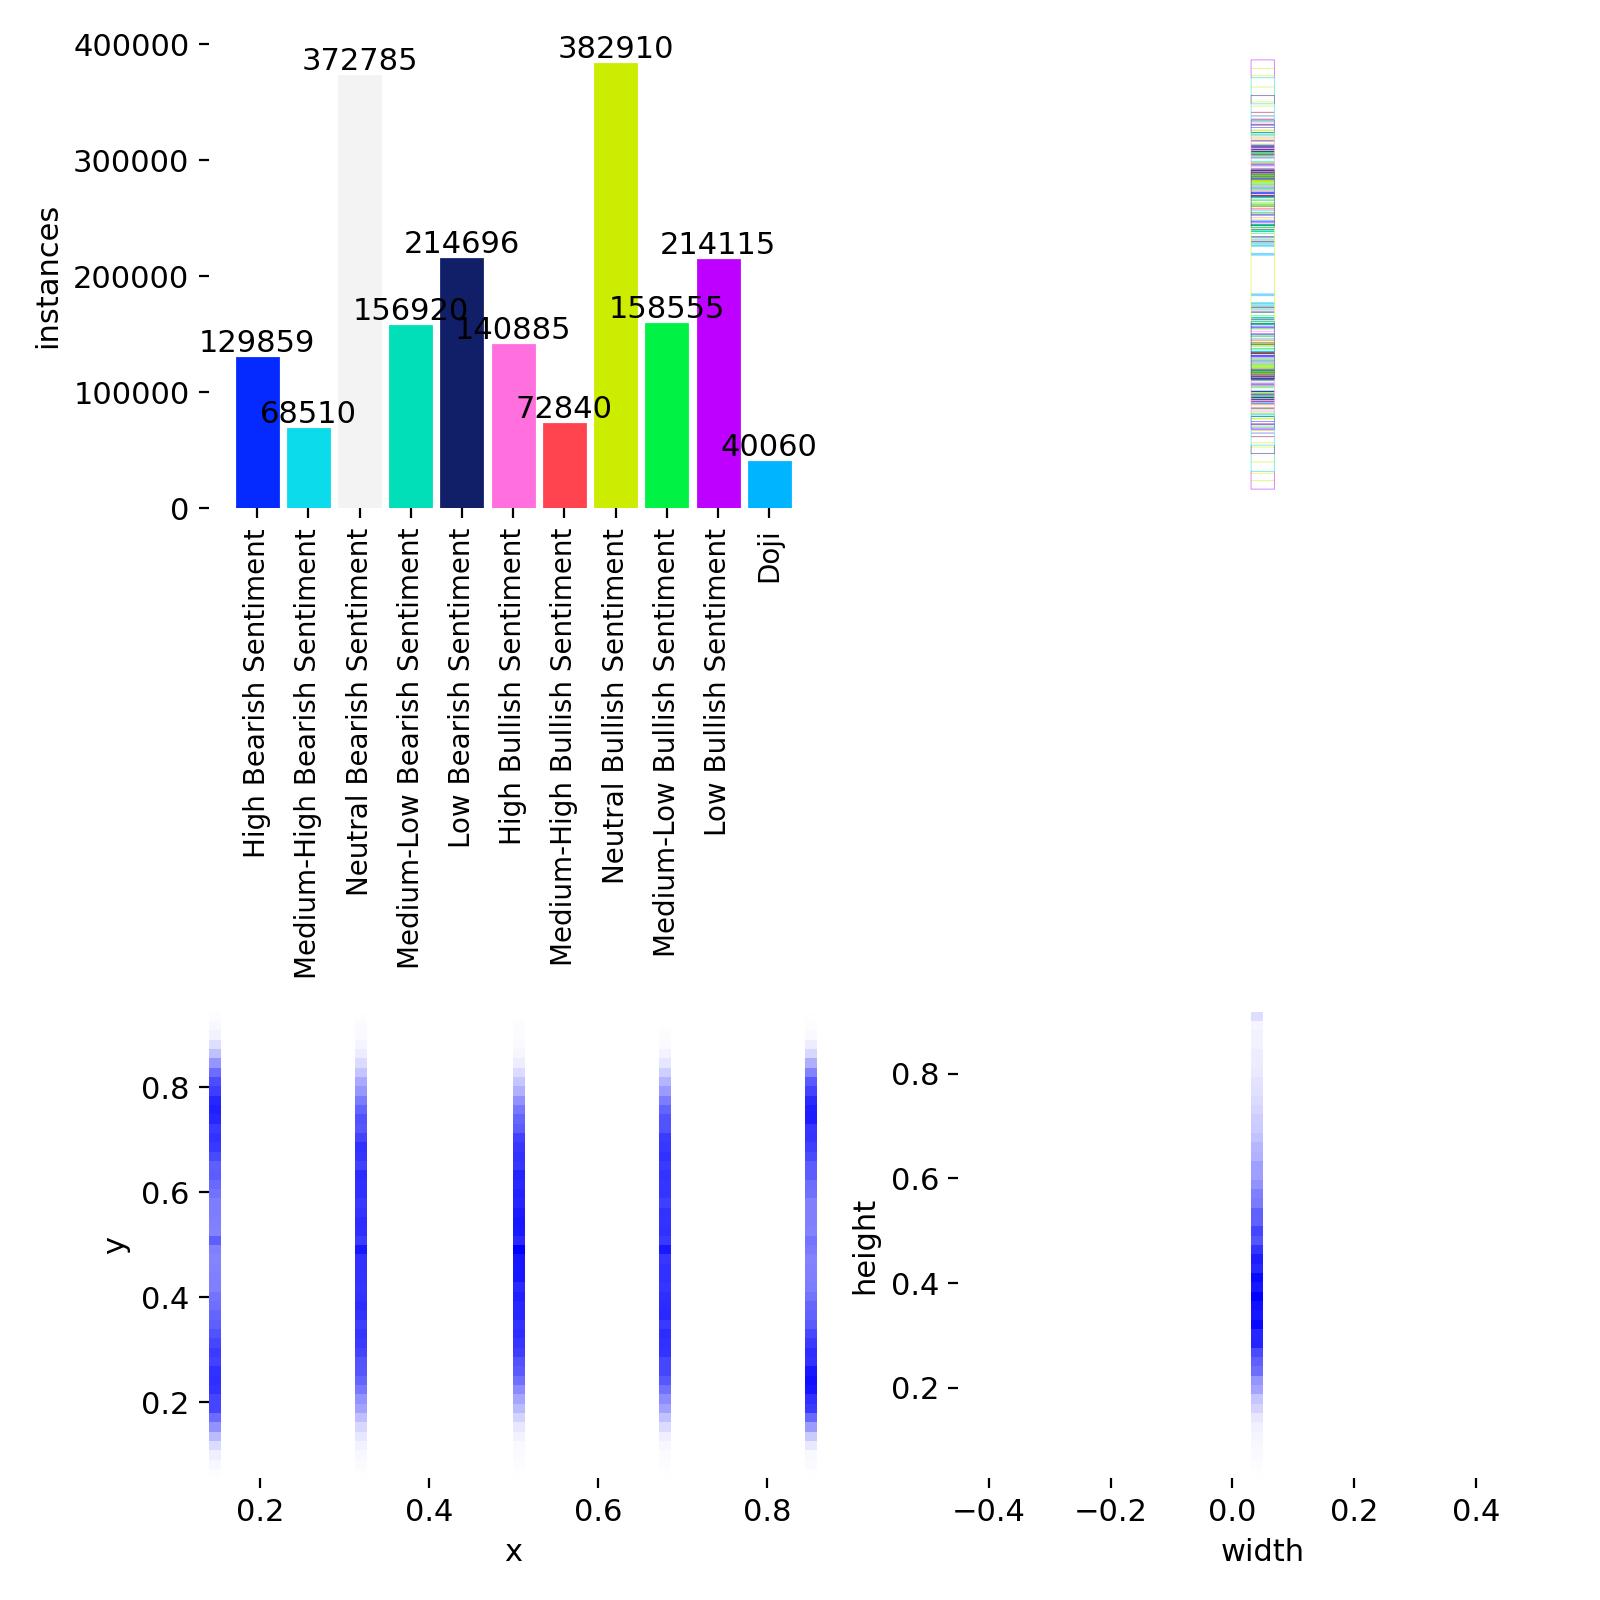 400000
300000
200000
100000
0
instances
129859
68510
372785
156920
214696
140885
72840
382910
158555
214115
40060
High Bearish Sentiment
Medium-High Bearish Sentiment
Neutral Bearish Sentiment
Medium-Low Bearish Sentiment
Low Bearish Sentiment
High Bullish Sentiment
Medium-High Bullish Sentiment
Neutral Bullish Sentiment
Medium-Low Bullish Sentiment
Low Bullish Sentiment
Doji
0.8
0.6
0.4
0.2
y
0.2 0.4 0.6 0.8
x
0.8
0.6
0.4
0.2
height
−0.4 −0.2 0.0 0.2 0.4
width